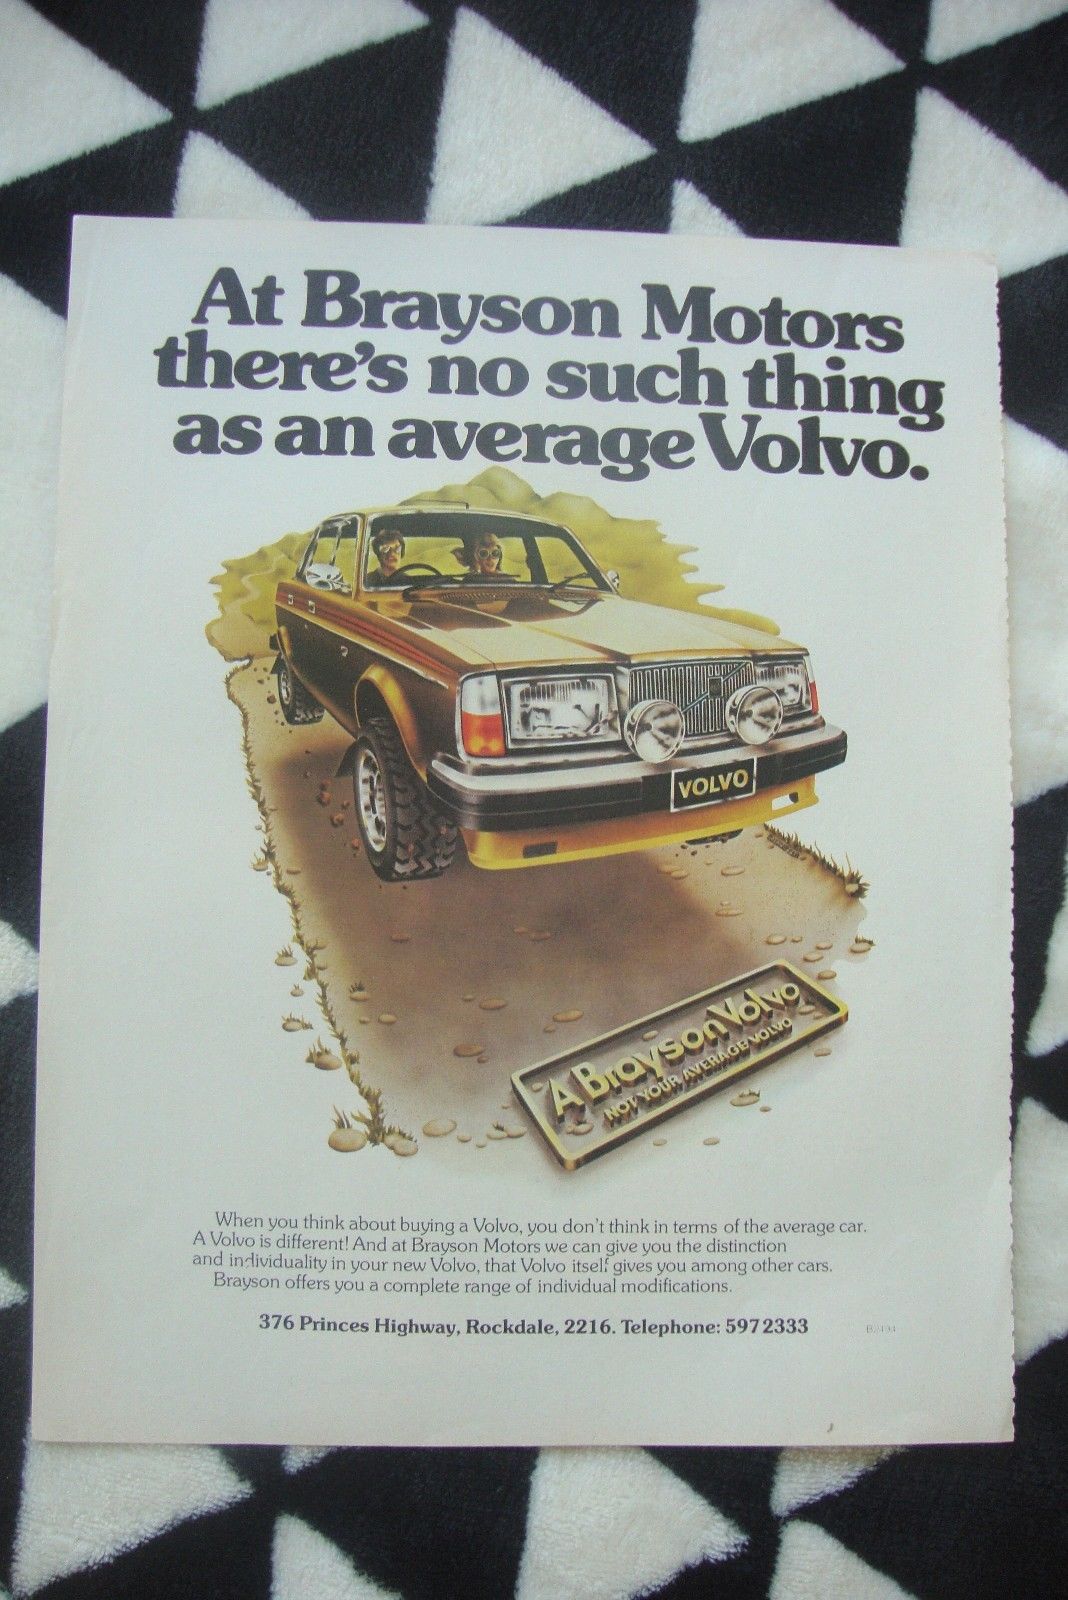 At Brayson Motors
there's no such thing
as an average Volvo.
VOLVO
A Brayson Volvo
NOT YOUR AVERAGE VOLVO
When you think about buying a Volvo, you don't think in terms of the average car.
A Volvo is different! And at Brayson Motors we can give you the distinction
and individuality in your new Volvo, that Volvo itself gives you among other cars.
Brayson offers you a complete range of individual modifications.
376 Princes Highway, Rockdale, 2216. Telephone: 597 2333